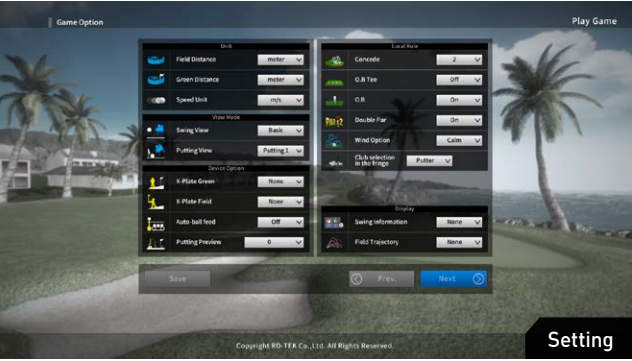 Game Option
Play Game
Unit
Field Distance meter
Green Distance meter
Speed Unit m/s
View Mode
Swing View Basic
Putting View Putting 1
Device Option
X-Plate Green None
X-Plate Field None
Auto-ball feed Off
Putting Preview 0
Local Rule
Concede 2
O.B Tee Off
O.B On
Double Par On
Wind Option Calm
Club selection
in the fringe Putter
Display
Swing Information None
Field Trajectory None
Save
Prev.
Next
Copyright RD-TEK Co.,Ltd. All Rights Reserved.
Setting